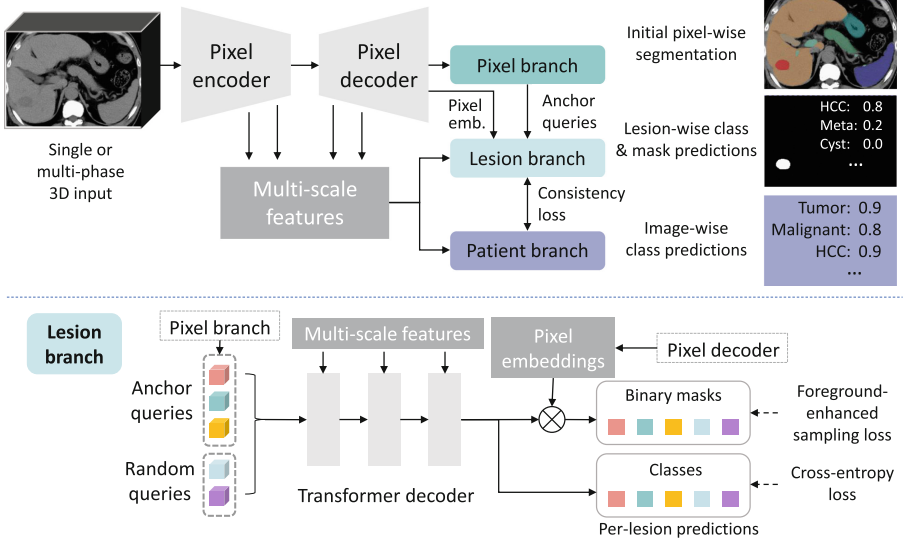 Pixel
encoder
Pixel
decoder
Pixel branch
Initial pixel-wise
segmentation
Single or
multi-phase
3D input
Multi-scale
features
Pixel
emb.
Anchor
queries
Lesion branch
Lesion-wise class
& mask predictions
HCC: 0.8
Meta: 0.2
Cyst: 0.0
...
Consistency
loss
Patient branch
Image-wise
class predictions
Tumor: 0.9
Malignant: 0.8
HCC: 0.9
...
Lesion
branch
Pixel branch
Anchor
queries
Random
queries
Multi-scale features
Transformer decoder
Pixel
embeddings
Pixel decoder
Binary masks
Foreground-
enhanced
sampling loss
Classes
Cross-entropy
loss
Per-lesion predictions